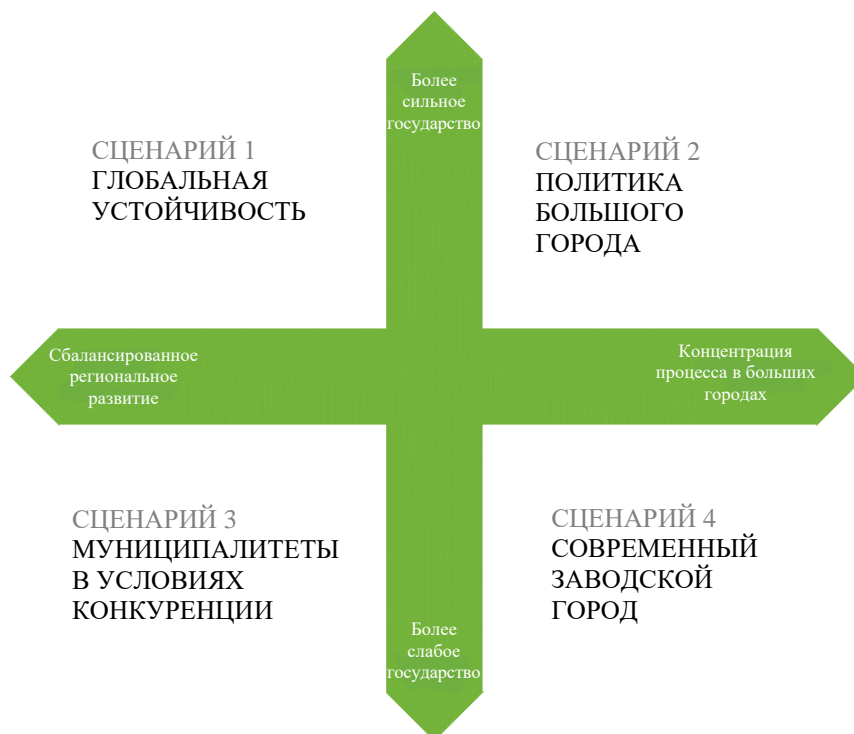 Более
сильное
государство
СЦЕНАРИЙ 1
ГЛОБАЛЬНАЯ
УСТОЙЧИВОСТЬ
СЦЕНАРИЙ 2
ПОЛИТИКА
БОЛЬШОГО
ГОРОДА
Сбалансированное
региональное
развитие
Концентрация
процесса в больших
городах
СЦЕНАРИЙ 3
МУНИЦИПАЛИТЕТЫ
В УСЛОВИЯХ
КОНКУРЕНЦИИ
СЦЕНАРИЙ 4
СОВРЕМЕННЫЙ
ЗАВОДСКОЙ
ГОРОД
Более
слабое
государство